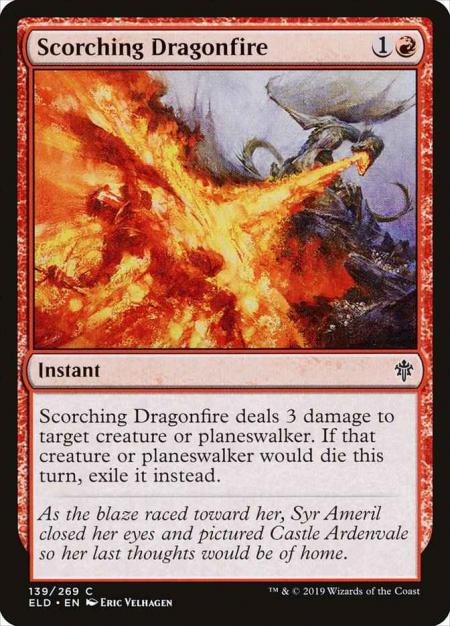 Scorching Dragonfire 1
Instant
Scorching Dragonfire deals 3 damage to
target creature or planeswalker. If that
creature or planeswalker would die this
turn, exile it instead.
As the blaze raced toward her, Syr Ameril
closed her eyes and pictured Castle Ardenvale
so her last thoughts would be of home.
139/269 C
ELD • EN Eric Velhagen
™ & © 2019 Wizards of the Coast